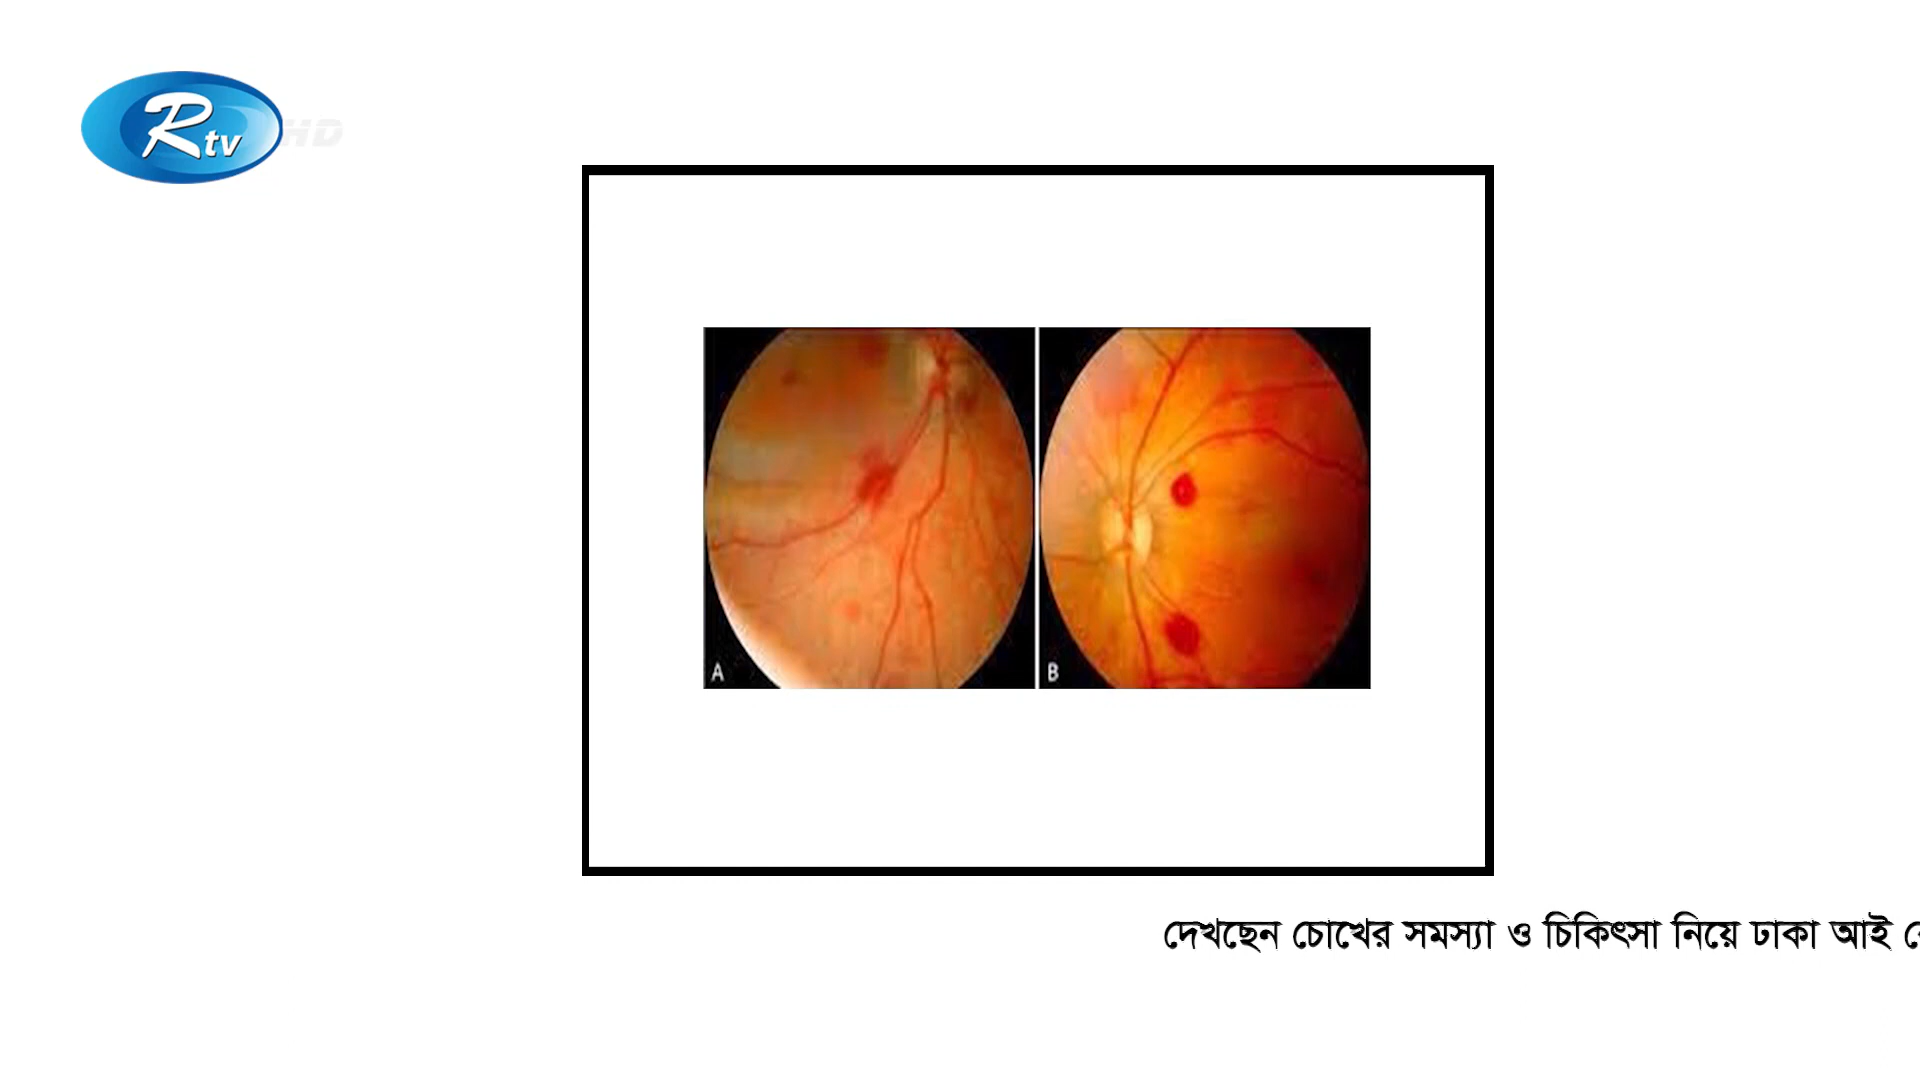 Rtv HD
A
B
দেখছেন চোখের সমস্যা ও চিকিৎসা নিয়ে ঢাকা আই